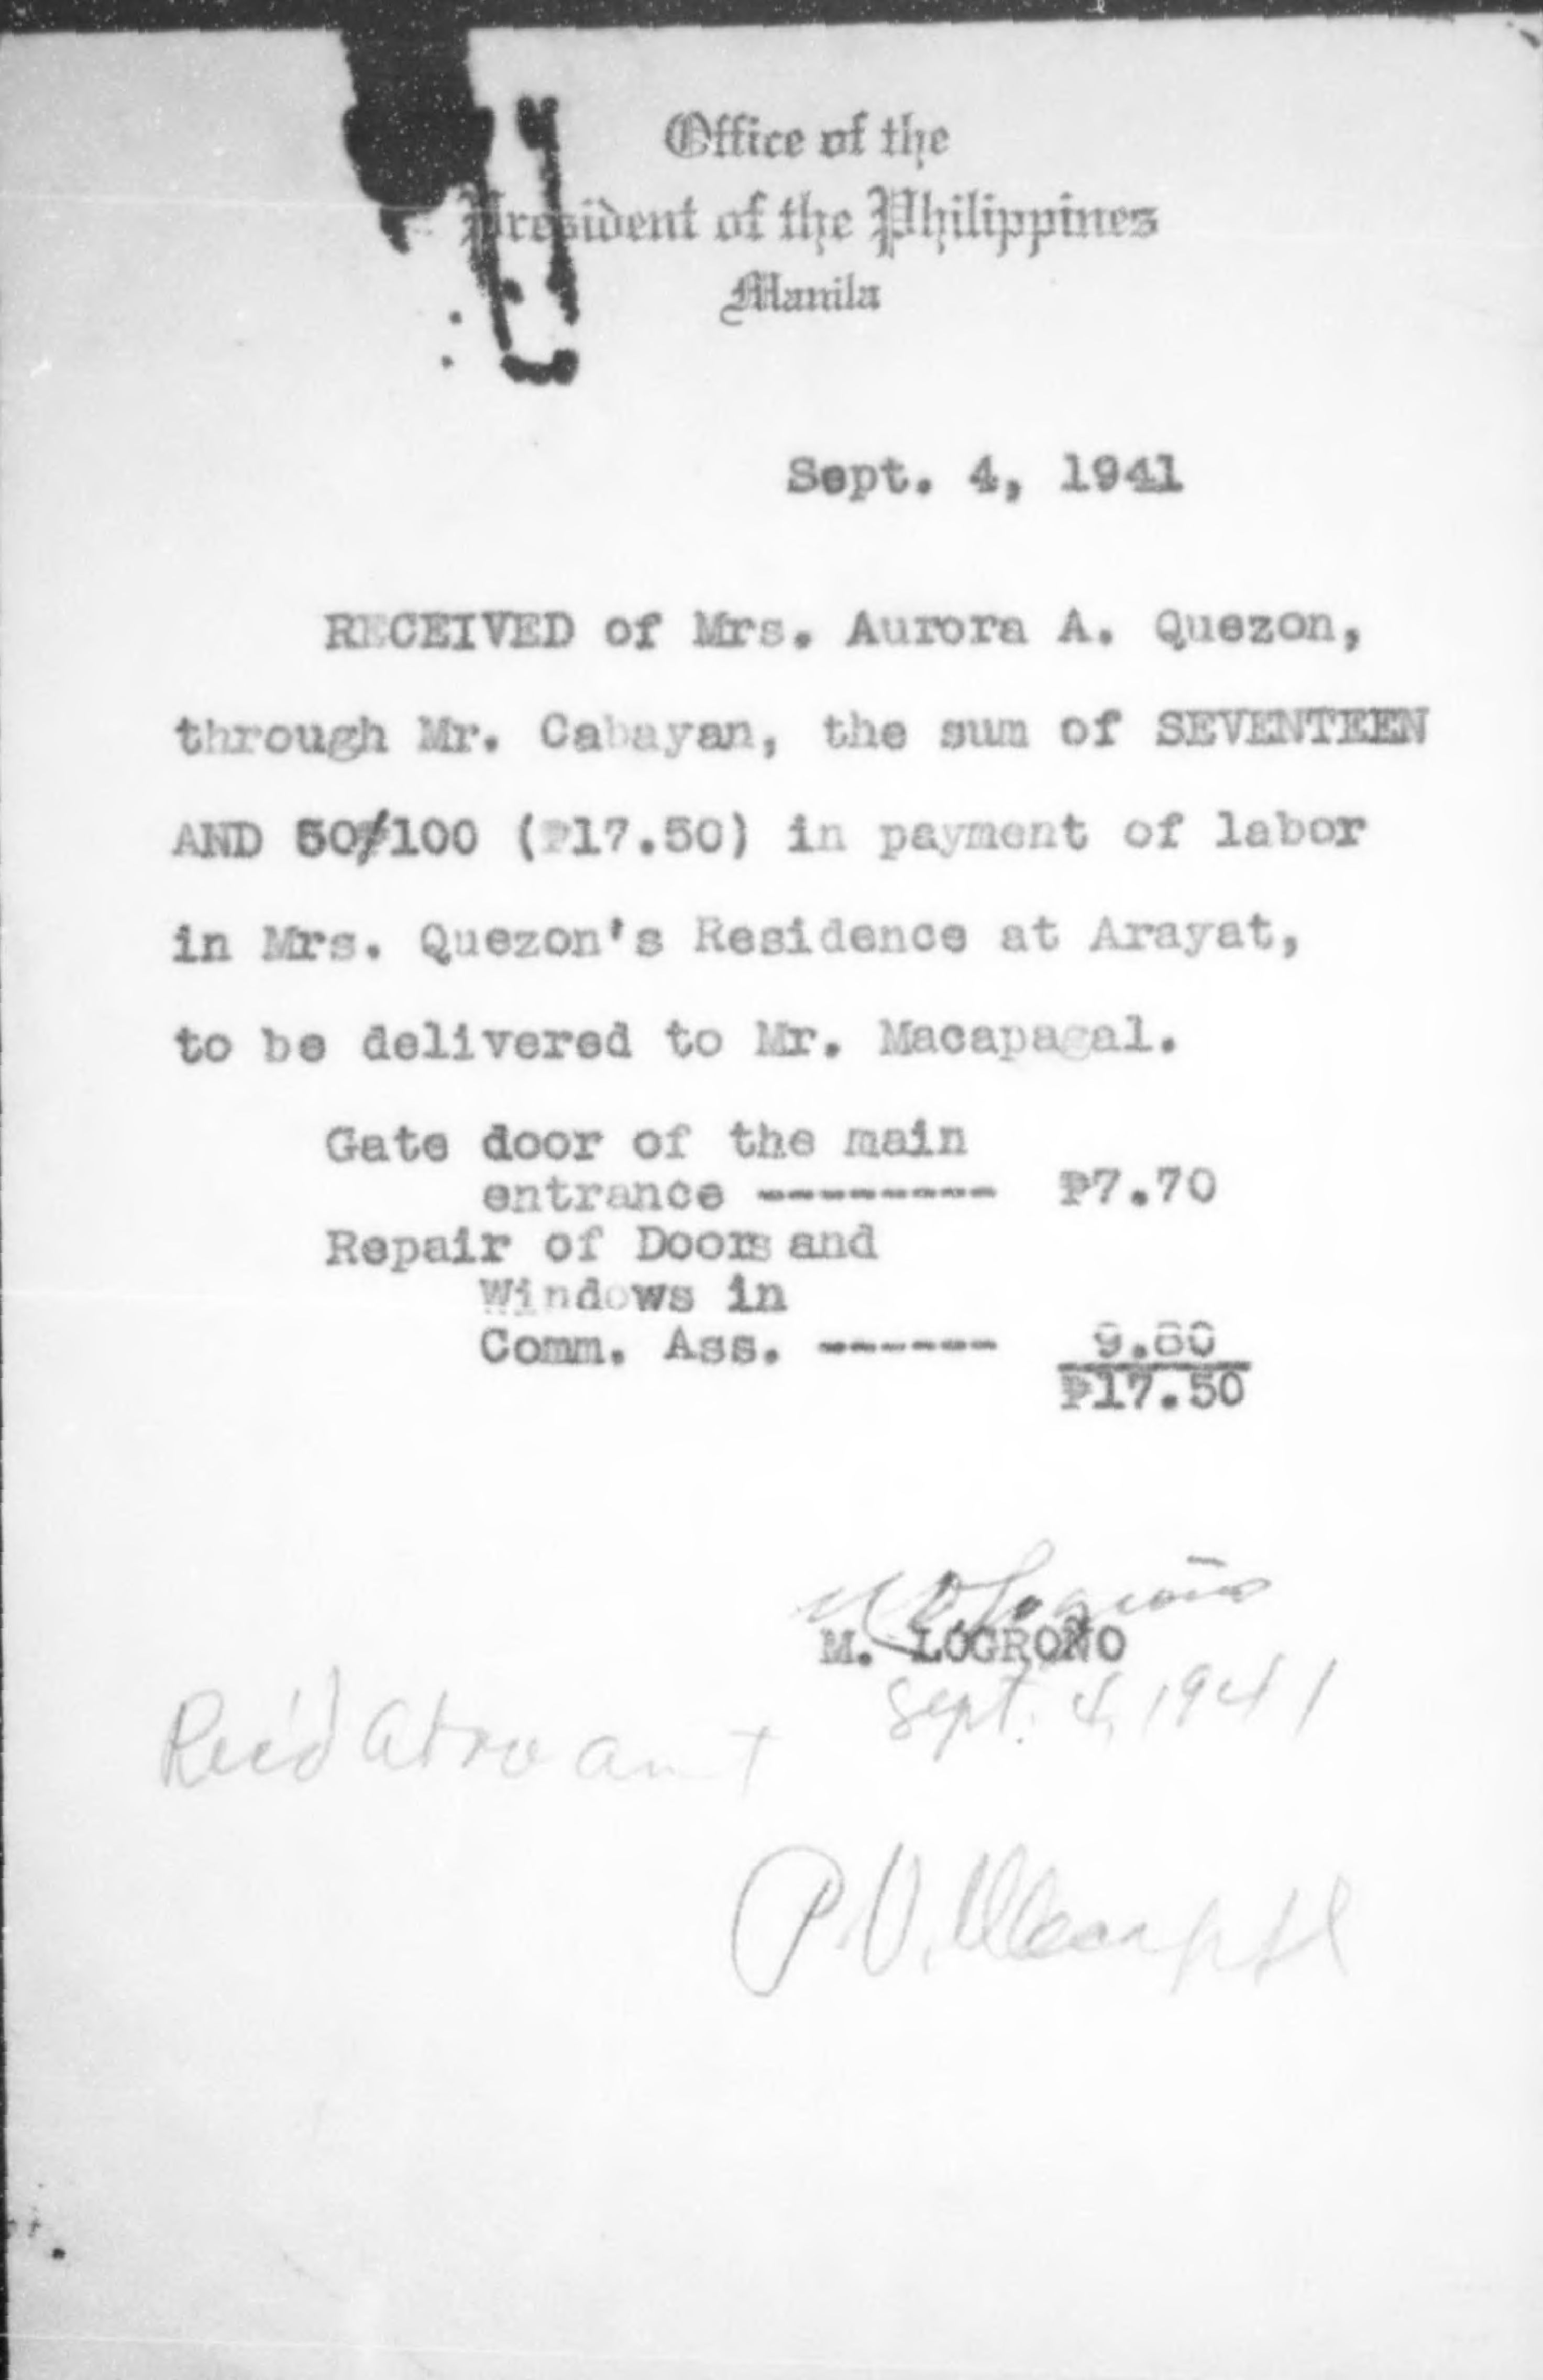 Office of the
President of the Philippines
Manila
Sept. 4, 1941
RECEIVED of Mrs. Aurora A. Quezon,
through Mr. Cabayan, the sum of SEVENTEEN
AND 50/100 (₱17.50) in payment of labor
in Mrs. Quezon's Residence at Arayat,
to be delivered to Mr. Macapagal.
Gate door of the main
entrance --------- ₱7.70
Repair of Doors and
Windows in
Comm. Ass. ------- 9.80
₱17.50
M. LOGROÑO
Sept. 4, 1941
Rec'd
P.